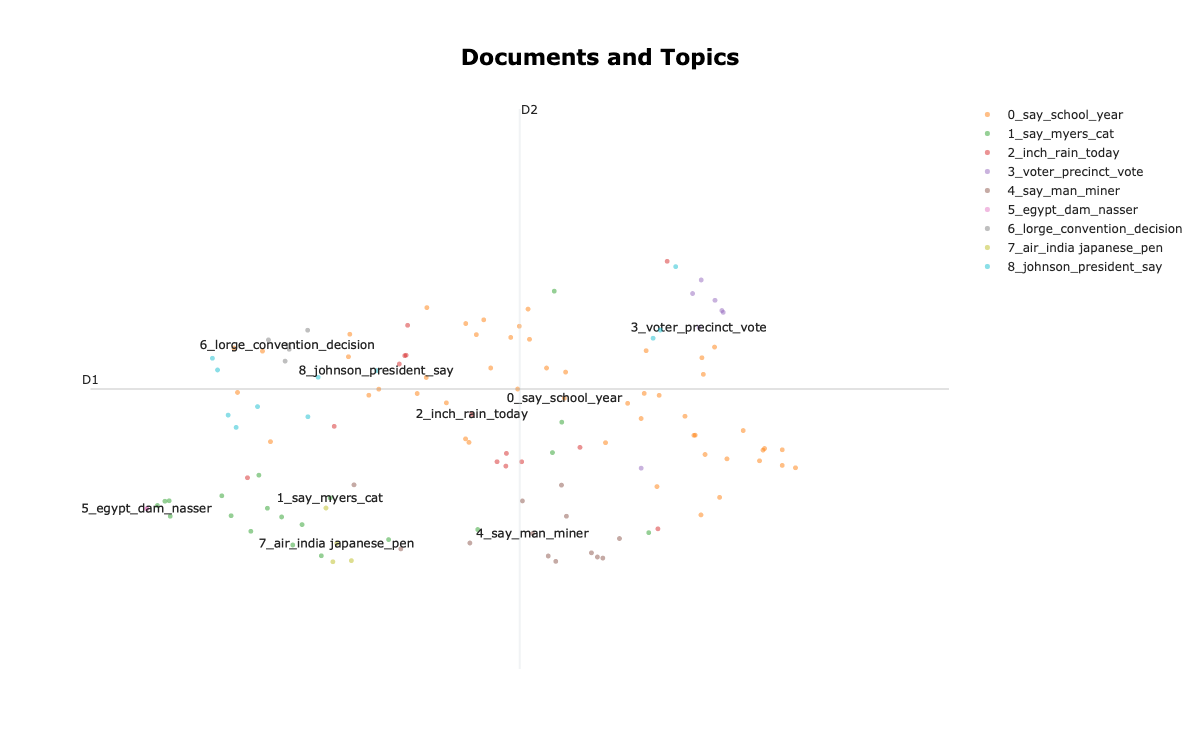 Documents and Topics
D2
0_say_school_year
1_say_myers_cat
2_inch_rain_today
3_voter_precinct_vote
4_say_man_miner
5_egypt_dam_nasser
6_lorge_convention_decision
7_air_india japanese_pen
8_johnson_president_say
3_voter_precinct_vote
6_lorge_convention_decision
8_johnson_president_say
D1
0_say_school_year
2_inch_rain_today
1_say_myers_cat
5_egypt_dam_nasser
4_say_man_miner
7_air_india japanese_pen